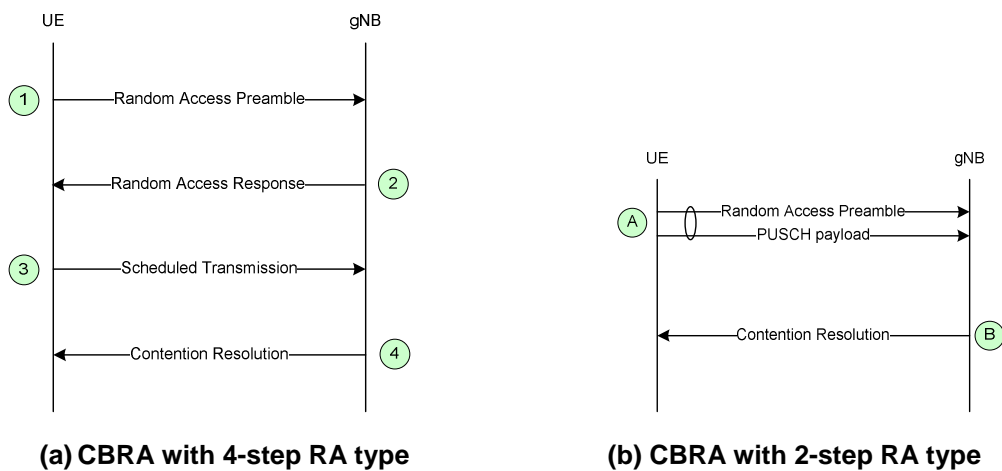 UE
gNB
1
Random Access Preamble
Random Access Response
2
3
Scheduled Transmission
Contention Resolution
4
(a) CBRA with 4-step RA type
UE
gNB
A
Random Access Preamble
PUSCH payload
Contention Resolution
B
(b) CBRA with 2-step RA type